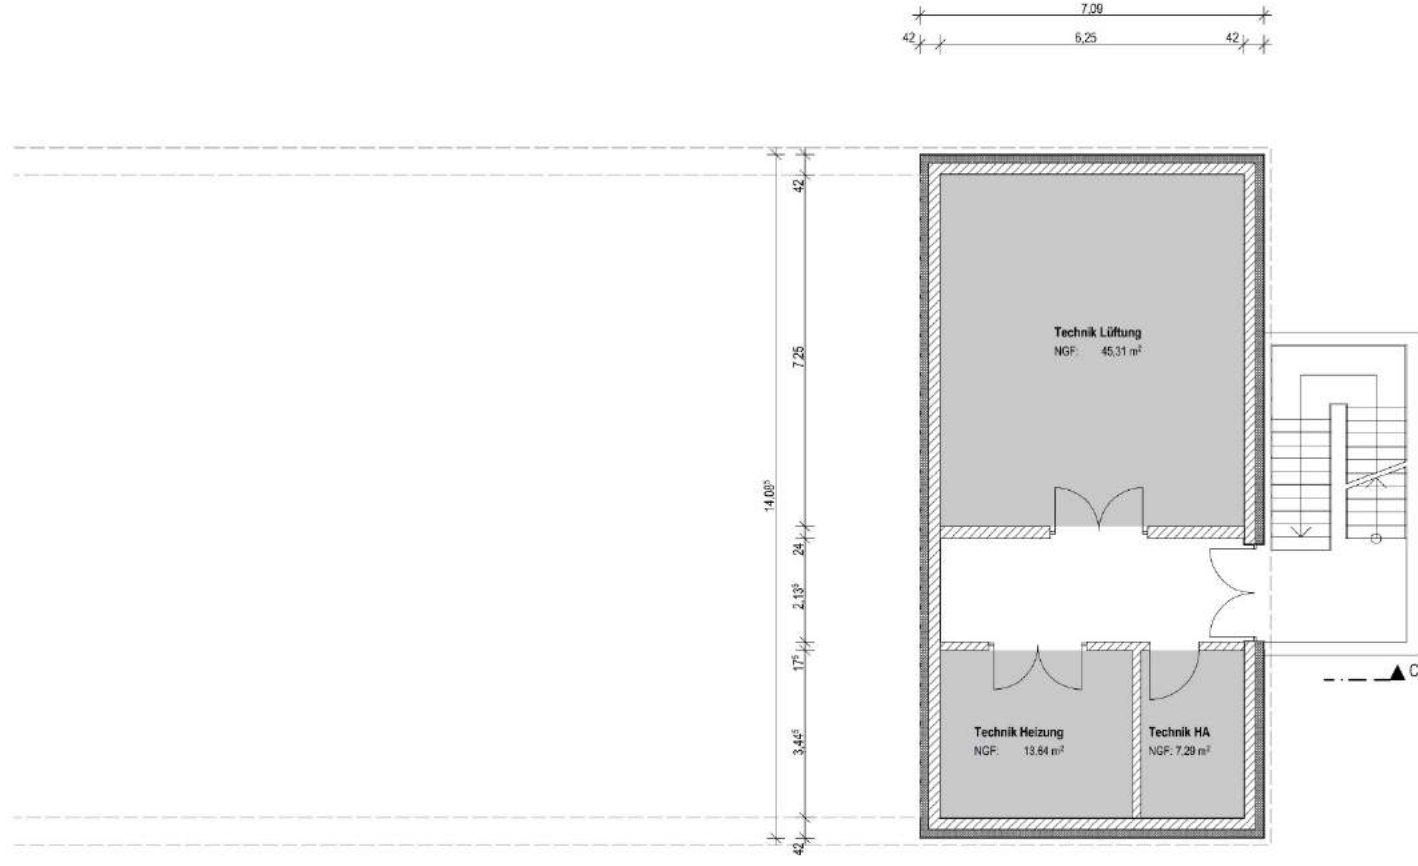 7,09
42
6,25
42
42
7,25
24
2,13⁵
17⁵
3,44⁵
42
14,08⁵
Technik Lüftung
NGF: 45,31 m²
Technik Heizung
NGF: 13,64 m²
Technik HA
NGF: 7,29 m²
C